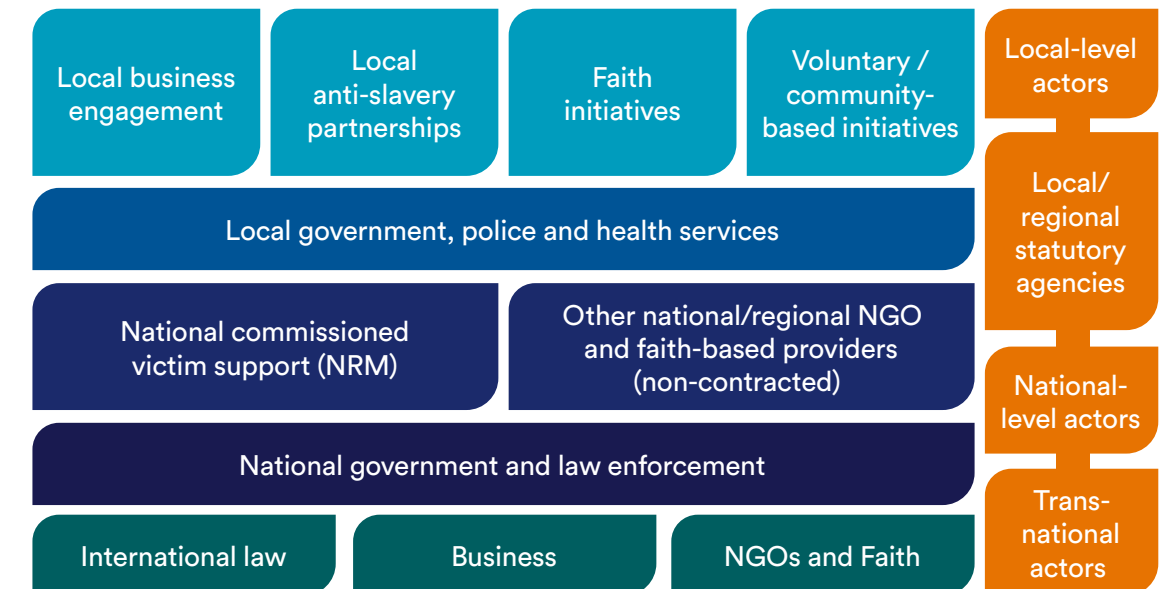 Local business
engagement
Local
anti-slavery
partnerships
Faith
initiatives
Voluntary /
community-
based initiatives
Local-level
actors
Local government, police and health services
Local/
regional
statutory
agencies
National commissioned
victim support (NRM)
Other national/regional NGO
and faith-based providers
(non-contracted)
National-
level actors
National government and law enforcement
International law
Business
NGOs and Faith
Trans-
national
actors